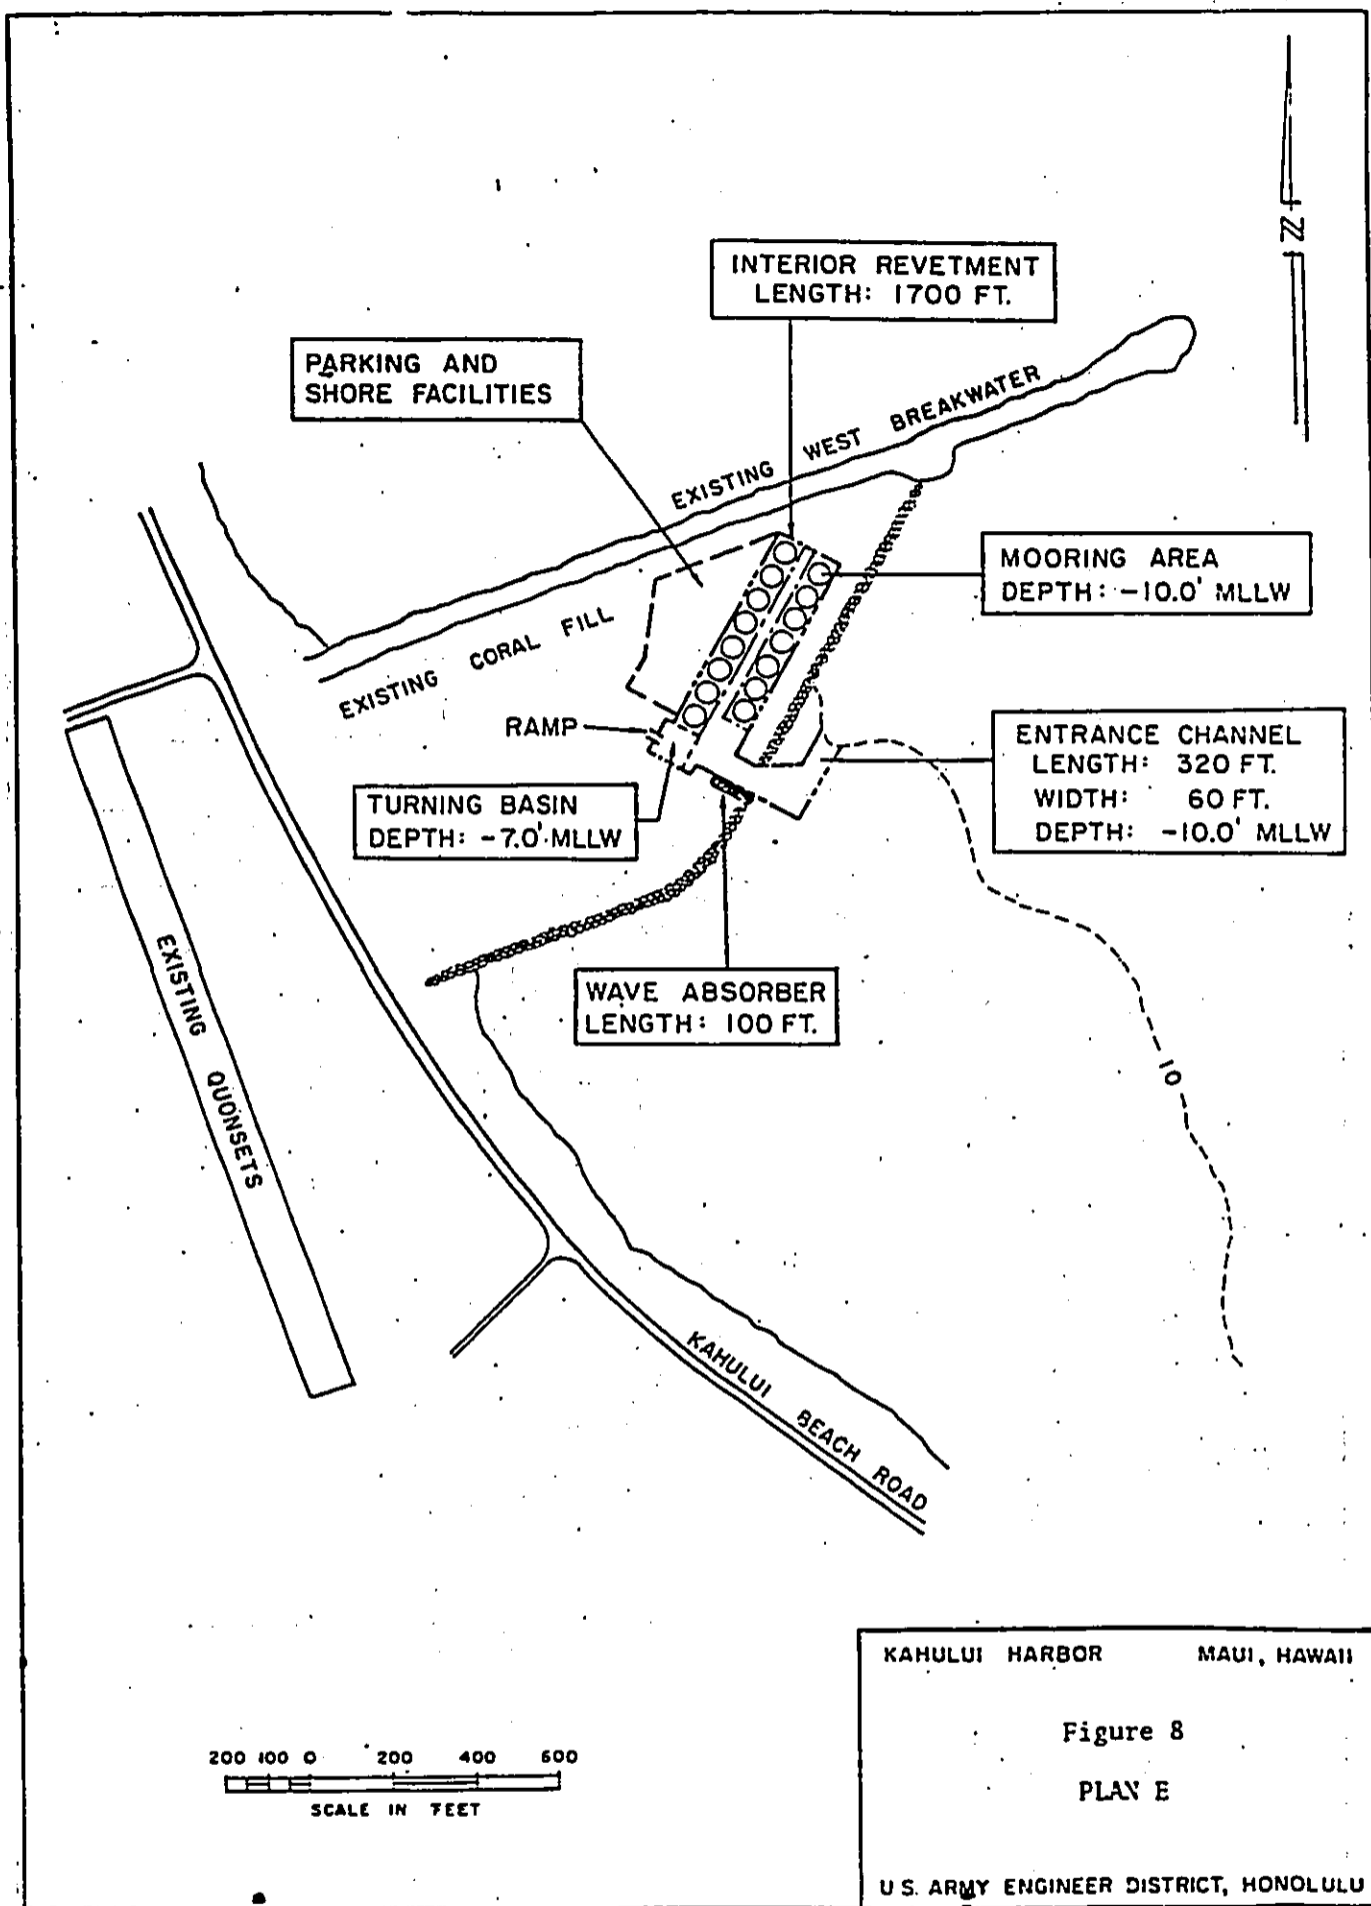 N
INTERIOR REVETMENT
LENGTH: 1700 FT.
PARKING AND
SHORE FACILITIES
EXISTING WEST BREAKWATER
MOORING AREA
DEPTH: -10.0' MLLW
EXISTING CORAL FILL
RAMP
ENTRANCE CHANNEL
LENGTH: 320 FT.
WIDTH: 60 FT.
DEPTH: -10.0' MLLW
TURNING BASIN
DEPTH: -7.0' MLLW
WAVE ABSORBER
LENGTH: 100 FT.
EXISTING QUONSETS
10
KAHULUI BEACH ROAD
KAHULUI HARBOR MAUI, HAWAII
Figure 8
PLAN E
200 100 0 200 400 600
SCALE IN FEET
U.S. ARMY ENGINEER DISTRICT, HONOLULU